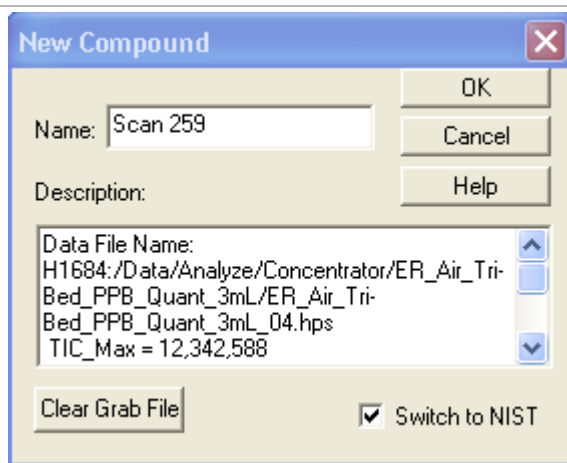 New Compound
OK
Name: Scan 259
Cancel
Description:
Help
Data File Name:
H1684:/Data/Analyze/Concentrator/ER_Air_Tri-
Bed_PPB_Quant_3mL/ER_Air_Tri-
Bed_PPB_Quant_3mL_04.hps
TIC_Max = 12,342,588
Clear Grab File
Switch to NIST